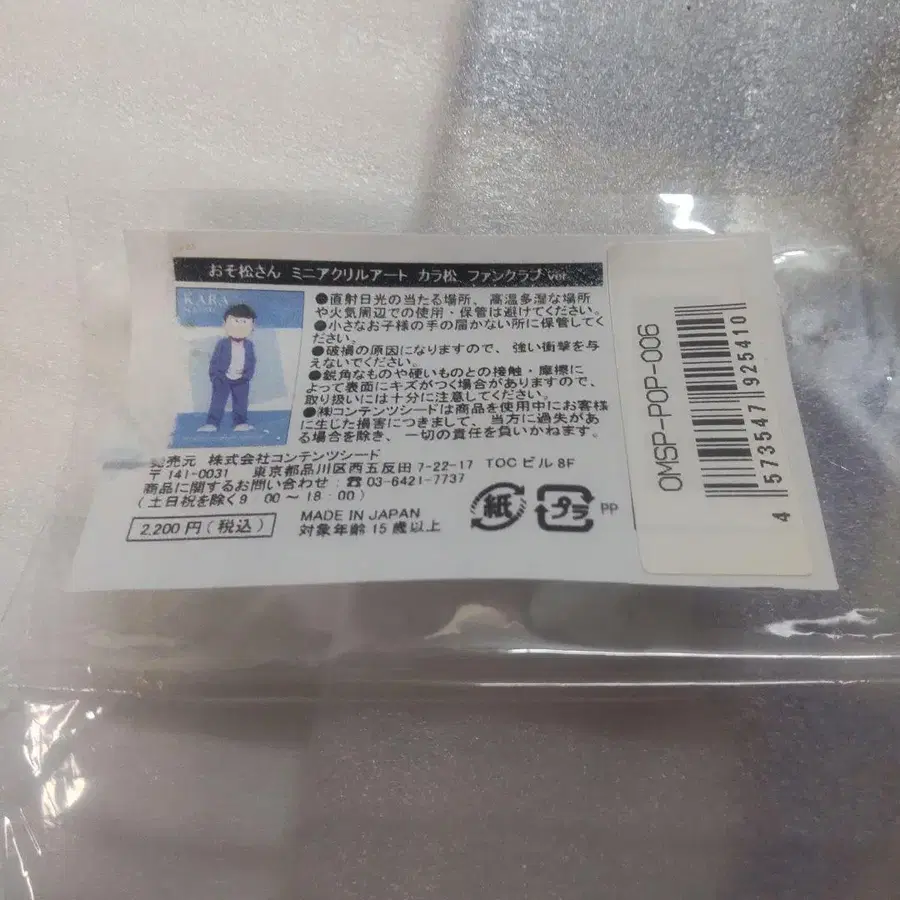 おそ松さん ミニアクリルアート カラ松 ファンクラブ ver
KARA
●直射日光の当たる場所、高温多湿な場所
や火気周辺での使用・保管は避けてください。
●小さなお子様の手の届かない所に保管してく
ださい。
●破損の原因になりますので、強い衝撃を与
えないでください。
●鋭角なものや硬いものとの接触・摩擦に
よって表面にキズがつく場合がありますので、
取り扱いには十分に注意してください。
●㈱コンテンツシードは商品を使用中にお客様
に生じた損害につきまして、当方に過失があ
る場合を除き、一切の責任を負いかねます。
発売元 株式会社コンテンツシード
〒141-0031 東京都品川区西五反田 7-22-17 TOC ビル 8F
商品に関するお問い合わせ：☎03-6421-7737
(土日祝を除く 9：00～18：00)
2,200円(税込)
MADE IN JAPAN
対象年齢 15 歳以上
紙
プラ
PP
OMSP-POP-006
4 573547 925410